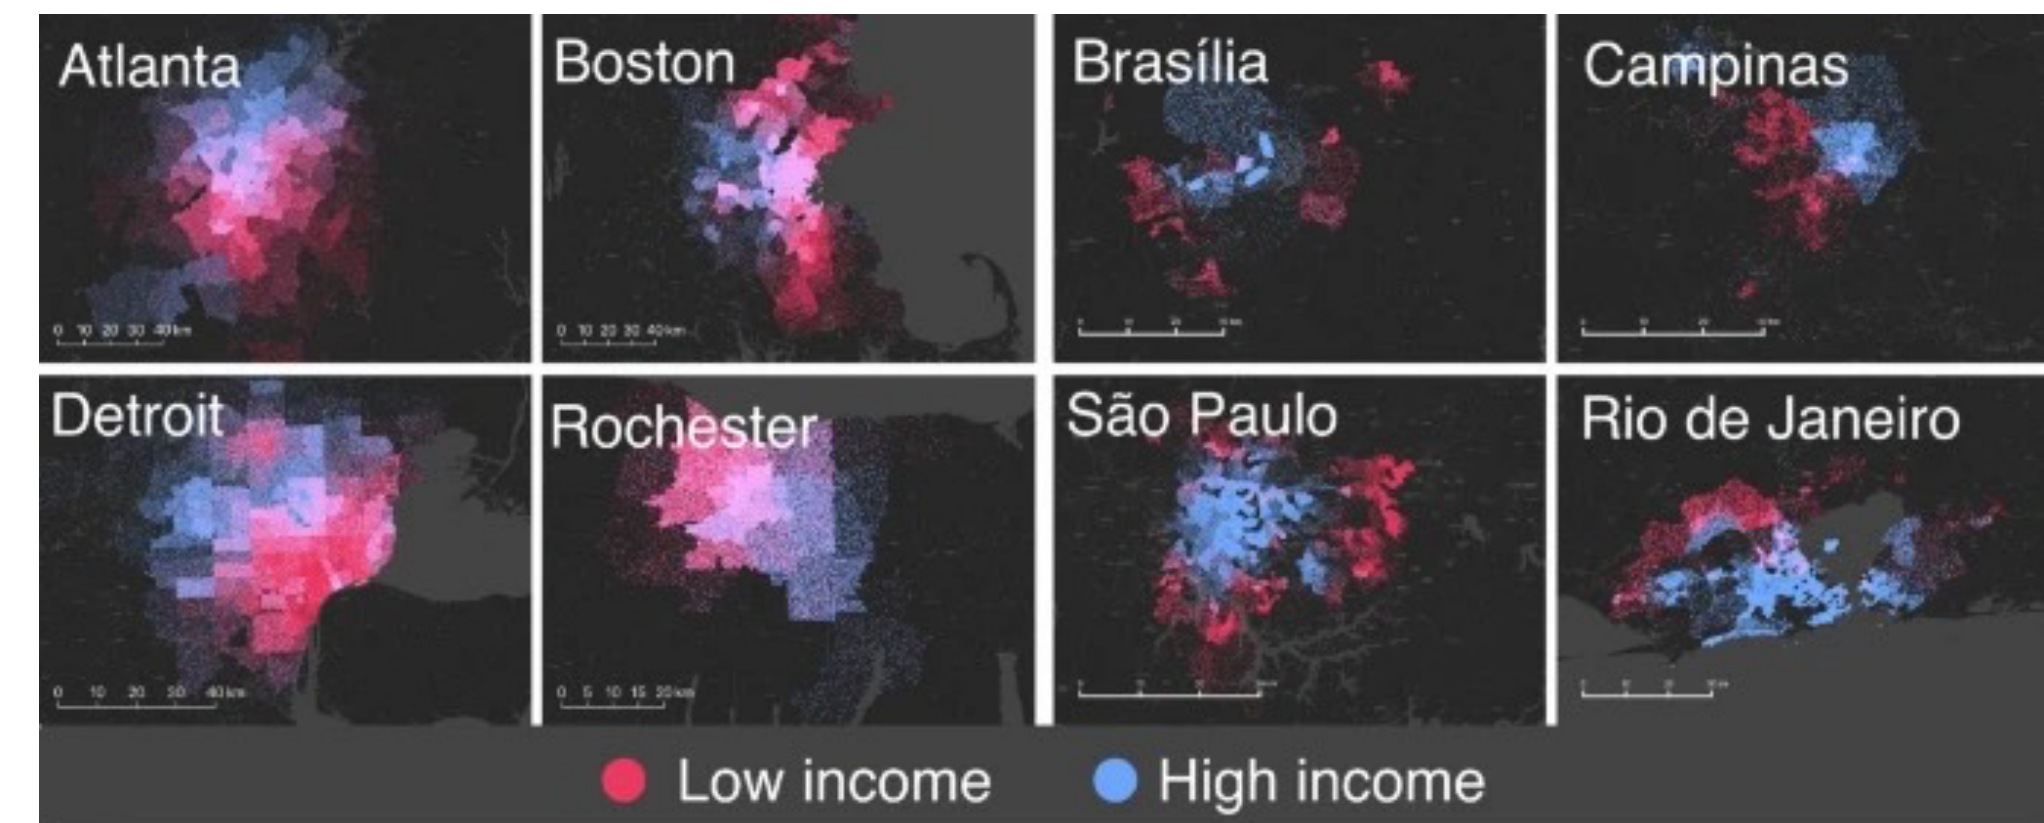 Atlanta
0 10 20 30 40 km
Boston
0 10 20 30 40 km
Brasília
Campinas
Detroit
0 10 20 30 40 km
Rochester
0 5 10 15 20 km
São Paulo
Rio de Janeiro
Low income
High income